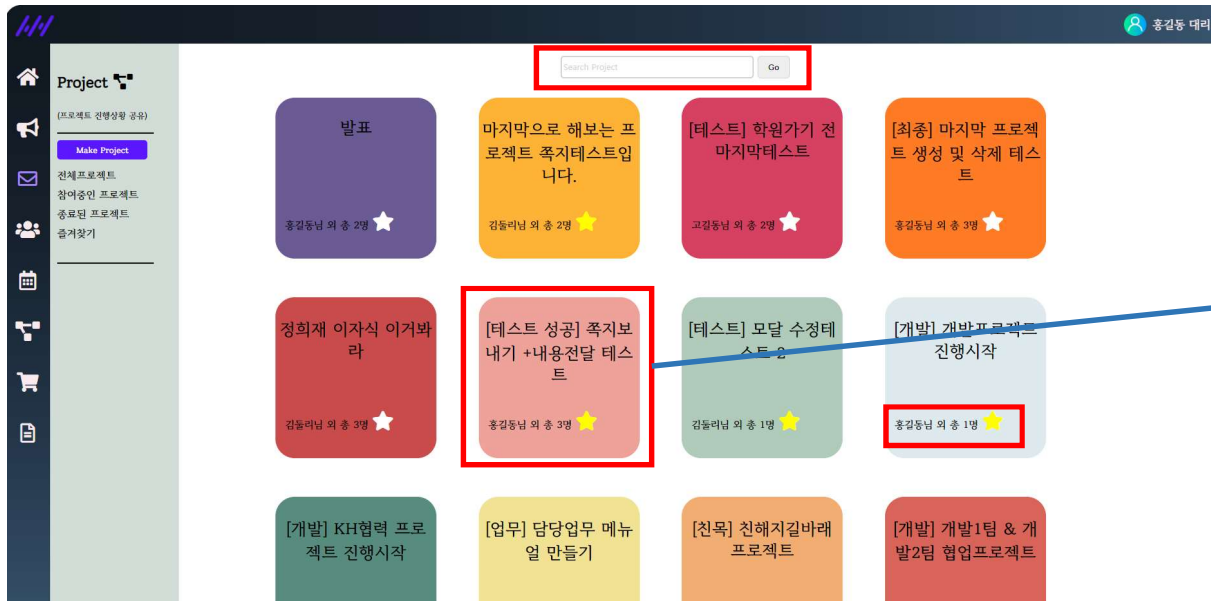 홍길동 대리
Search Project
Go
Project
(프로젝트 진행상황 공유)
Make Project
전체프로젝트
참여중인 프로젝트
종료된 프로젝트
즐겨찾기
발표
홍길동님 외 총 2명
마지막으로 해보는 프
로젝트 쪽지테스트입
니다.
김둘리님 외 총 2명
[테스트] 학원가기 전
마지막테스트
고길동님 외 총 2명
[최종] 마지막 프로젝
트 생성 및 삭제 테스
트
홍길동님 외 총 3명
정희재 이자식 이거봐
라
김둘리님 외 총 3명
[테스트 성공] 쪽지보
내기 +내용전달 테스
트
홍길동님 외 총 3명
[테스트] 모달 수정테
스트 2
김둘리님 외 총 1명
[개발] 개발프로젝트
진행시작
홍길동님 외 총 1명
[개발] KH협력 프로
젝트 진행시작
[업무] 담당업무 메뉴
얼 만들기
[친목] 친해지길바래
프로젝트
[개발] 개발1팀 & 개
발2팀 협업프로젝트